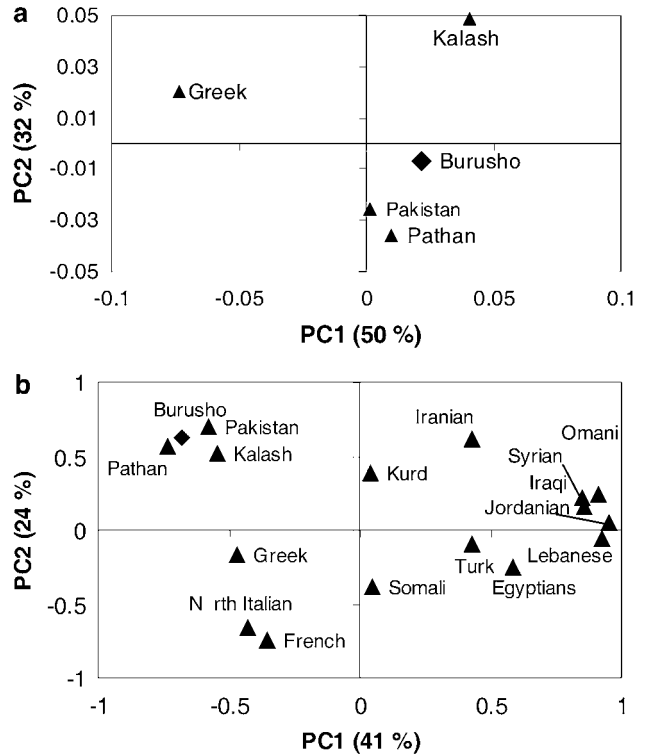 a
0.05
0.03
0.01
-0.01
-0.03
-0.05
PC2 (32 %)
Kalash
Greek
Burusho
Pakistan
Pathan
-0.1
-0.05
0
0.05
0.1
PC1 (50 %)
b
1
0.5
0
-0.5
-1
PC2 (24 %)
Burusho
Pakistan
Pathan
Kalash
Iranian
Omani
Syrian
Kurd
Iraqi
Jordanian
Greek
Turk
Lebanese
Somali
Egyptians
N rth Italian
French
-1
-0.5
0
0.5
1
PC1 (41 %)